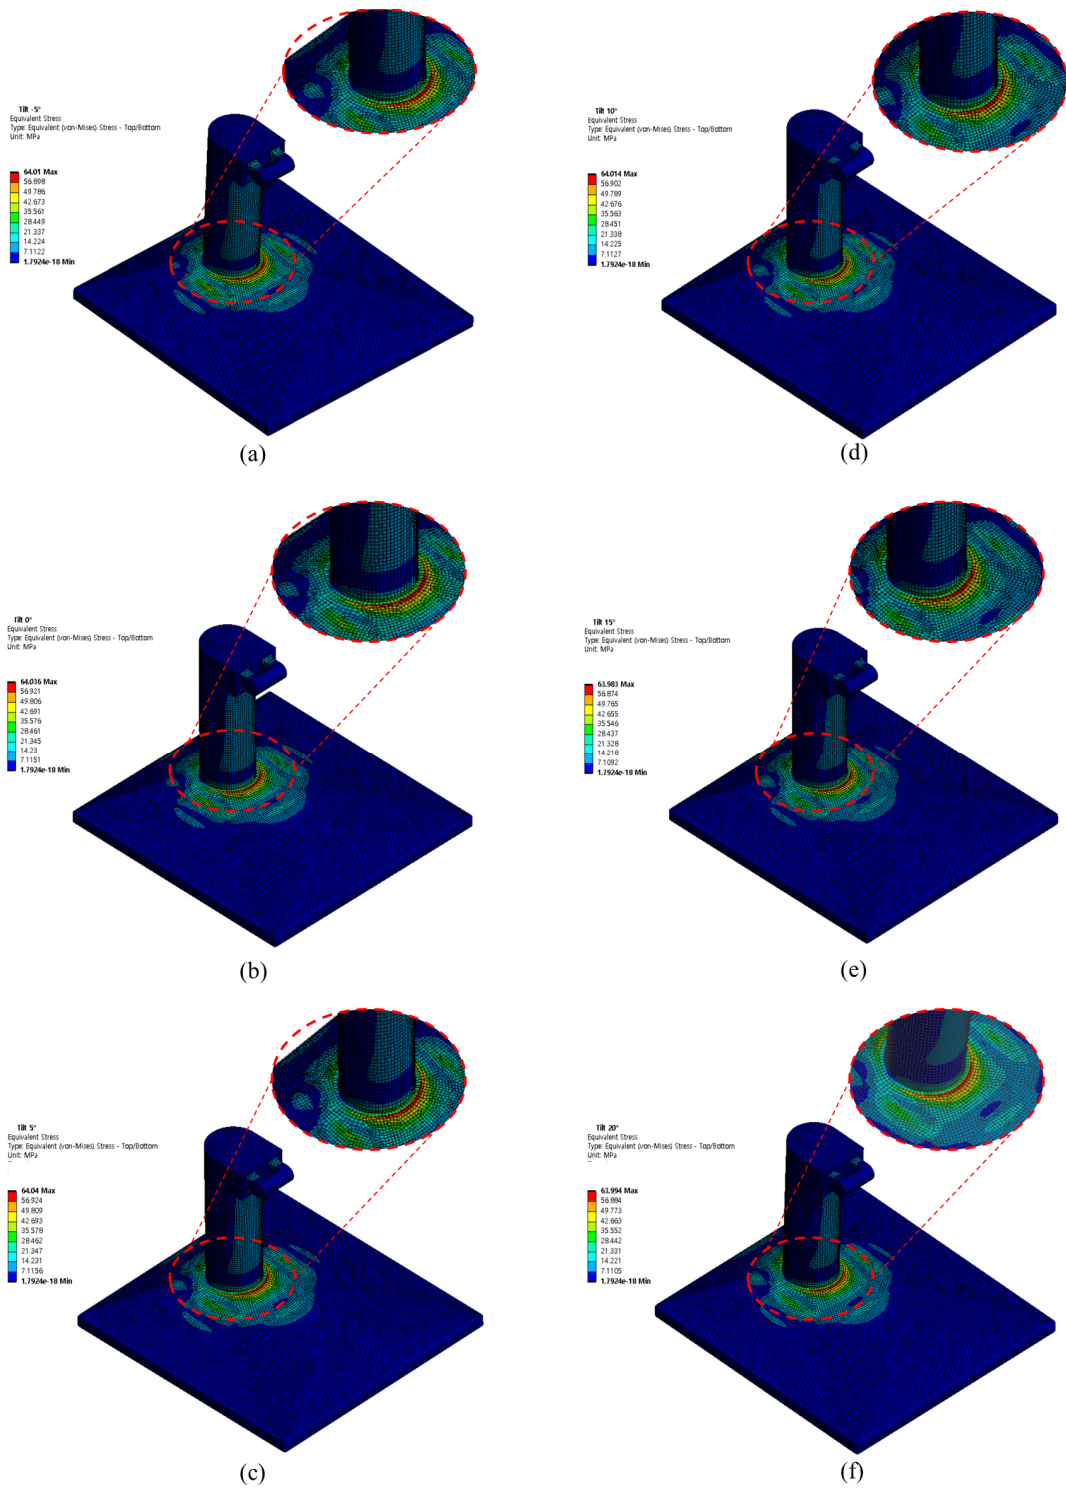 Tilt -5°
Equivalent Stress
Type: Equivalent (von-Mises) Stress - Top/Bottom
Unit: MPa
64.01 Max
56.898
49.786
42.673
35.561
28.449
21.337
14.224
7.1122
1.7924e-18 Min
(a)
Tilt 10°
Equivalent Stress
Type: Equivalent (von-Mises) Stress - Top/Bottom
Unit: MPa
64.014 Max
56.902
49.789
42.676
35.563
28.451
21.338
14.225
7.1127
1.7924e-18 Min
(d)
Tilt 0°
Equivalent Stress
Type: Equivalent (von-Mises) Stress - Top/Bottom
Unit: MPa
64.036 Max
56.921
49.806
42.691
35.576
28.461
21.345
14.23
7.1151
1.7924e-18 Min
(b)
Tilt 15°
Equivalent Stress
Type: Equivalent (von-Mises) Stress - Top/Bottom
Unit: MPa
63.983 Max
56.874
49.765
42.655
35.546
28.437
21.328
14.218
7.1092
1.7924e-18 Min
(e)
Tilt 5°
Equivalent Stress
Type: Equivalent (von-Mises) Stress - Top/Bottom
Unit: MPa
64.04 Max
56.924
49.809
42.693
35.578
28.462
21.347
14.231
7.1156
1.7924e-18 Min
(c)
Tilt 20°
Equivalent Stress
Type: Equivalent (von-Mises) Stress - Top/Bottom
Unit: MPa
63.994 Max
56.884
49.773
42.663
35.552
28.442
21.331
14.221
7.1105
1.7924e-18 Min
(f)